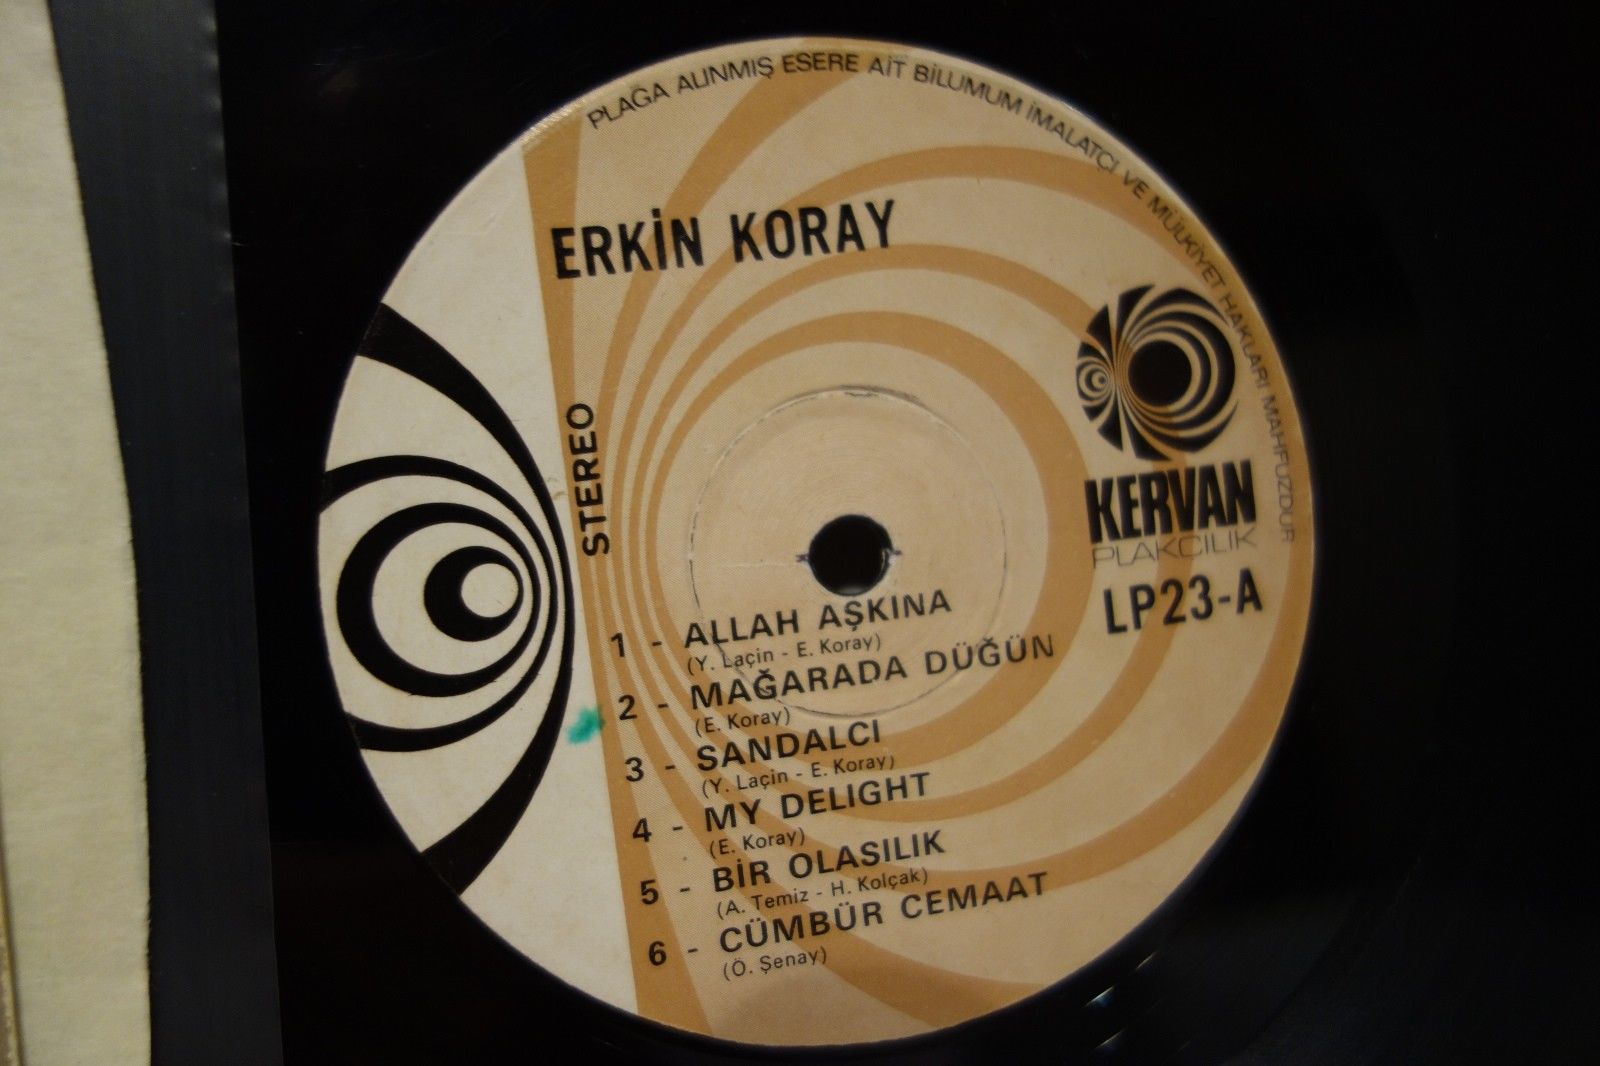 PLAĞA ALINMIŞ ESERE AİT BİLUMUM İMALATÇI VE MÜLKİYET HAKLARI MAHFUZDUR
ERKİN KORAY
STEREO
KERVAN
PLAKÇILIK
LP23-A
1 - ALLAH AŞKINA
(Y. Laçin - E. Koray)
2 - MAĞARADA DÜĞÜN
(E. Koray)
3 - SANDALCI
(Y. Laçin - E. Koray)
4 - MY DELIGHT
(E. Koray)
5 - BİR OLASILIK
(A. Temiz - H. Kolçak)
6 - CÜMBÜR CEMAAT
(Ö. Şenay)